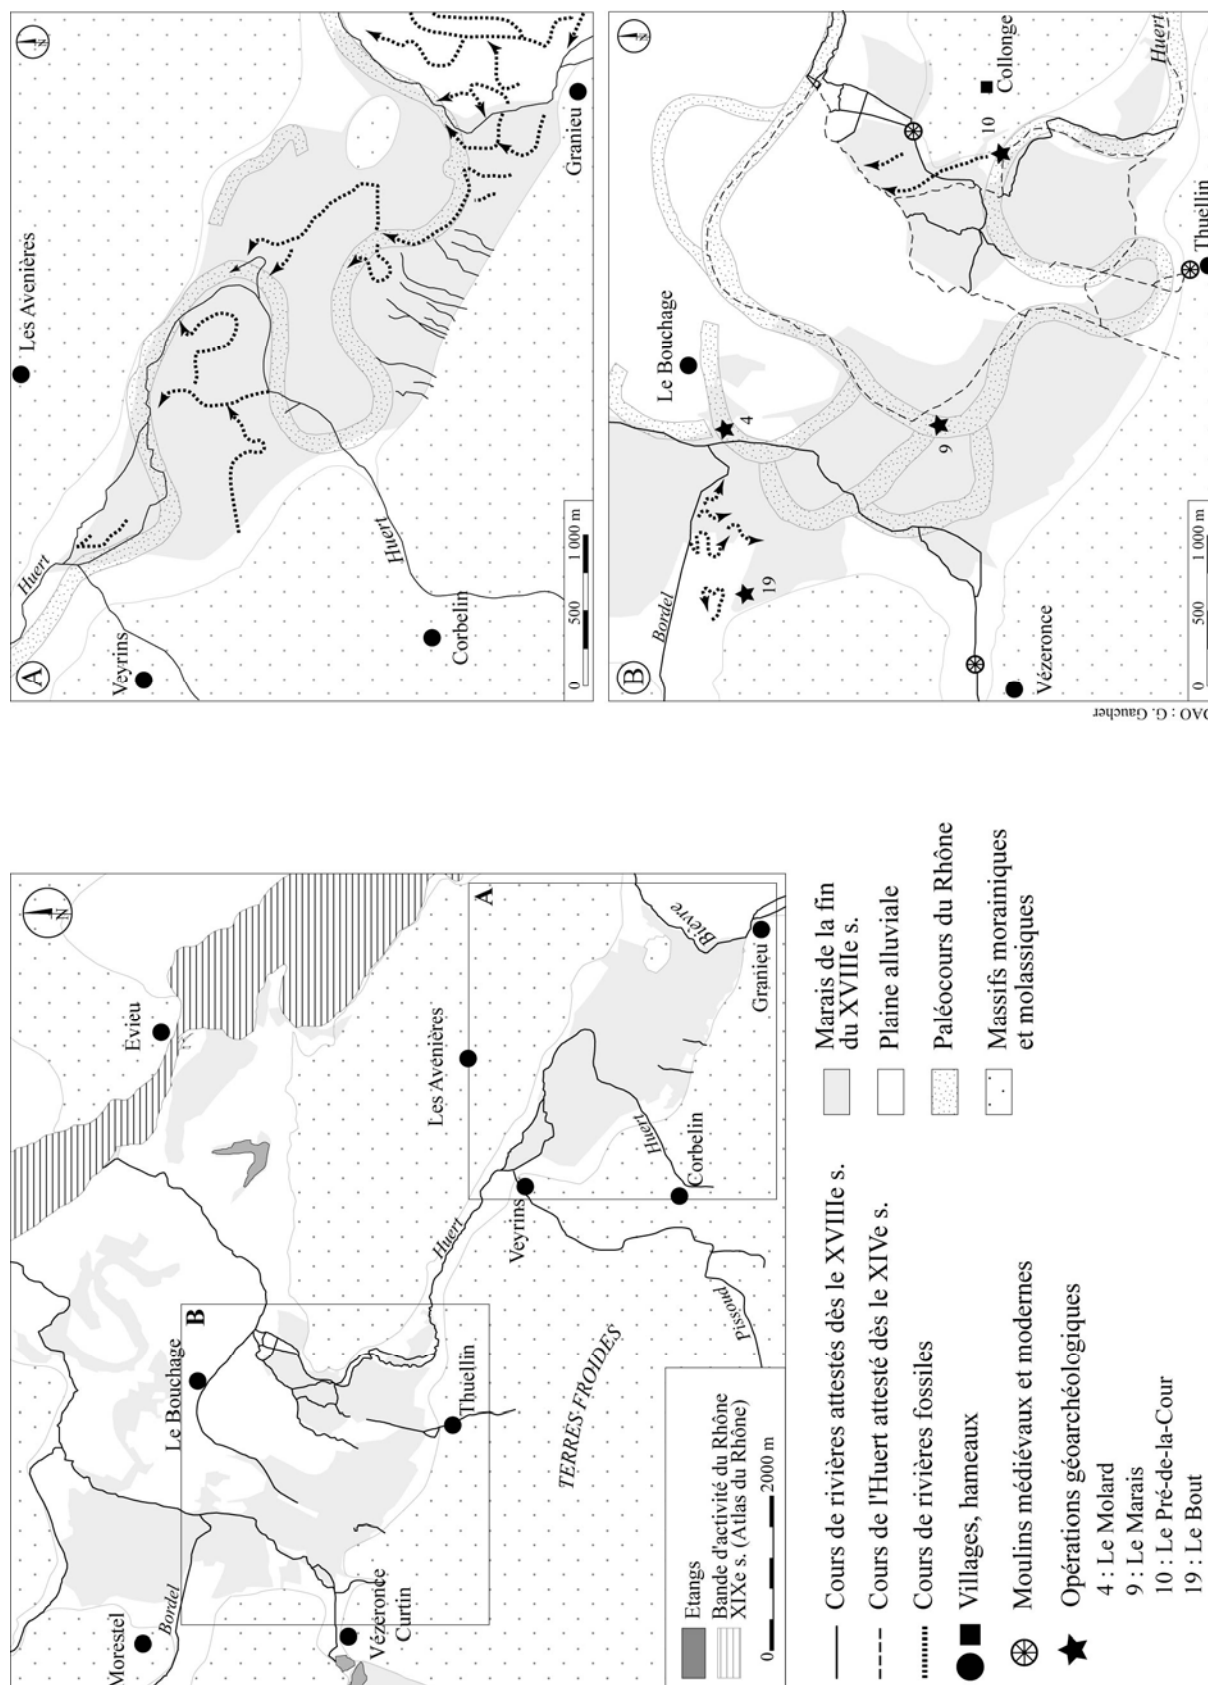 N
Evieu
Morestel
Le Bouchage
B
Bordel
Les Avenières
A
Vézeronce
Curtin
Thuellin
Huert
Veyrins
Bièvre
Granieu
Huert
Corbelin
TERRES FROIDES
Pissoud
Etangs
Bande d'activité du Rhône
XIXe s. (Atlas du Rhône)
0 2000 m
A
N
Les Avenières
Huert
Veyrins
Huert
Corbelin
Granieu
0 500 1 000 m
B
N
Le Bouchage
Bordel
4
19
9
10
Collonge
Huert
Vézeronce
Thuellin
0 500 1 000 m
DAO : G. Gaucher
Cours de rivières attestés dès le XVIIIe s.
Cours de l'Huert attesté dès le XIVe s.
Cours de rivières fossiles
Villages, hameaux
Moulins médiévaux et modernes
Opérations géoarchéologiques
4 : Le Molard
9 : Le Marais
10 : Le Pré-de-la-Cour
19 : Le Bout
Marais de la fin
du XVIIIe s.
Plaine alluviale
Paléocours du Rhône
Massifs morainiques
et molassiques